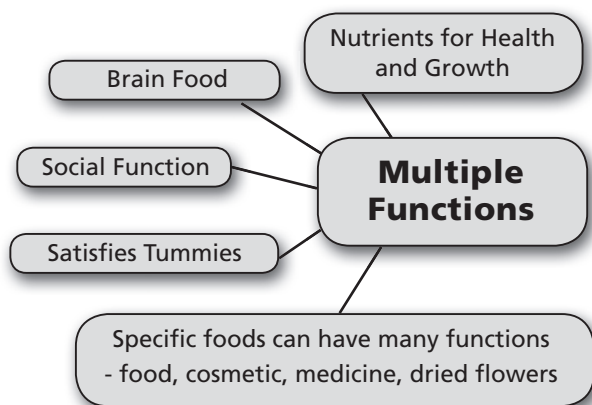 Nutrients for Health
and Growth
Brain Food
Social Function
Multiple
Functions
Satisfies Tummies
Specific foods can have many functions
- food, cosmetic, medicine, dried flowers